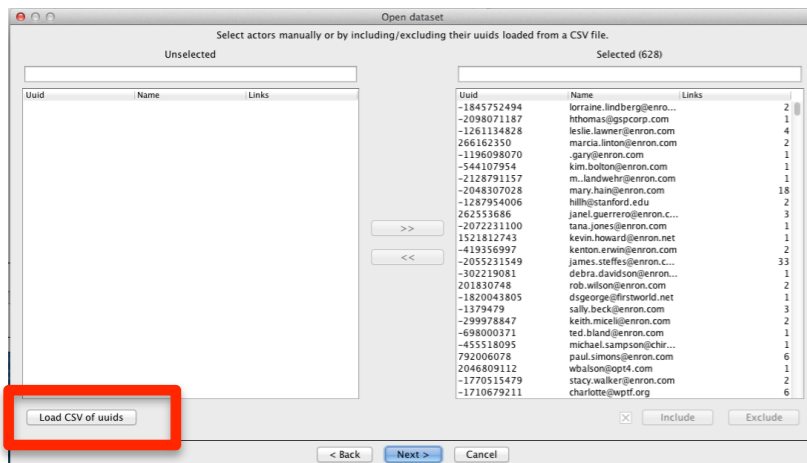 Open dataset
Select actors manually or by including/excluding their uuids loaded from a CSV file.
Unselected
Selected (628)
Uuid Name Links
Uuid Name Links
-1845752494 lorraine.lindberg@enro... 2
-2098071187 hthomas@gspcorp.com 1
-1261134828 leslie.lawner@enron.com 4
266162350 marcia.linton@enron.com 2
-1196098070 .gary@enron.com 1
-544107954 kim.bolton@enron.com 1
-2128791157 m..landwehr@enron.com 1
-2048307028 mary.hain@enron.com 18
-1287954006 hillh@stanford.edu 2
262553686 janel.guerrero@enron.c... 3
-2072231100 tana.jones@enron.com 1
1521812743 kevin.howard@enron.net 1
-419356997 kenton.erwin@enron.com 2
-2055231549 james.steffes@enron.c... 33
-302219081 debra.davidson@enron... 1
201830748 rob.wilson@enron.com 2
-1820043805 dsgeorge@firstworld.net 1
-1379479 sally.beck@enron.com 3
-299978847 keith.miceli@enron.com 2
-698000371 ted.bland@enron.com 1
-455518095 michael.sampson@chir... 1
792006078 paul.simons@enron.com 6
2046809112 wbalson@opt4.com 1
-1770515479 stacy.walker@enron.com 2
-1710679211 charlotte@wptf.org 6
>>
<<
Load CSV of uuids
Include
Exclude
< Back
Next >
Cancel